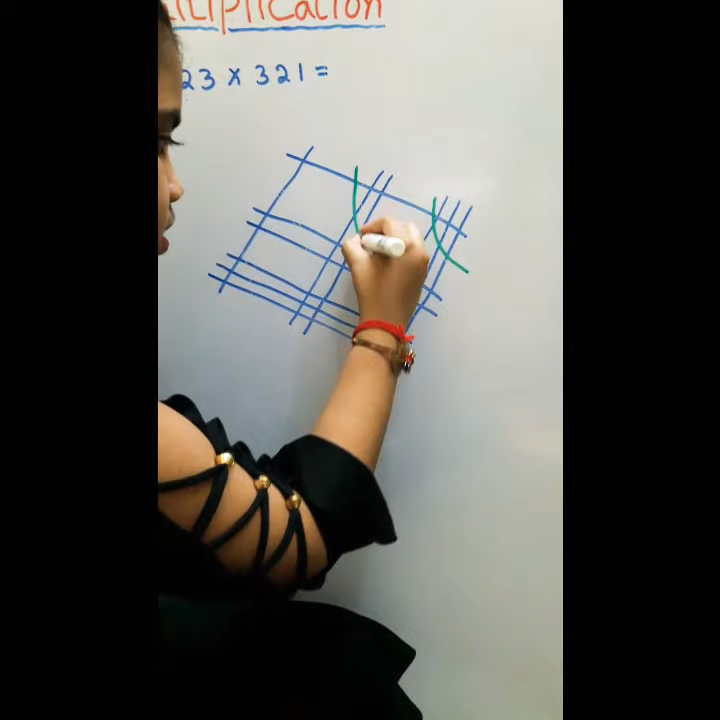 ltiplication
23 x 321 =